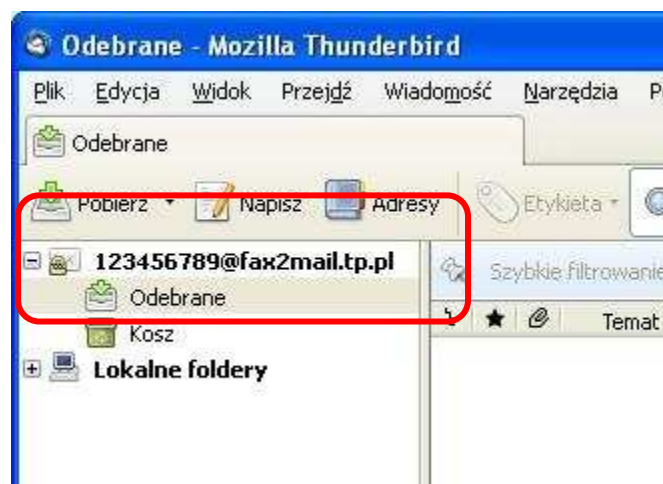 Odebrane - Mozilla Thunderbird
Plik Edycja Widok Przejdź Wiadomość Narzędzia
Odebrane
Pobierz Napisz Adresy Etykieta
123456789@fax2mail.tp.pl
Szybkie filtrowanie
Odebrane
Temat
Kosz
Lokalne foldery